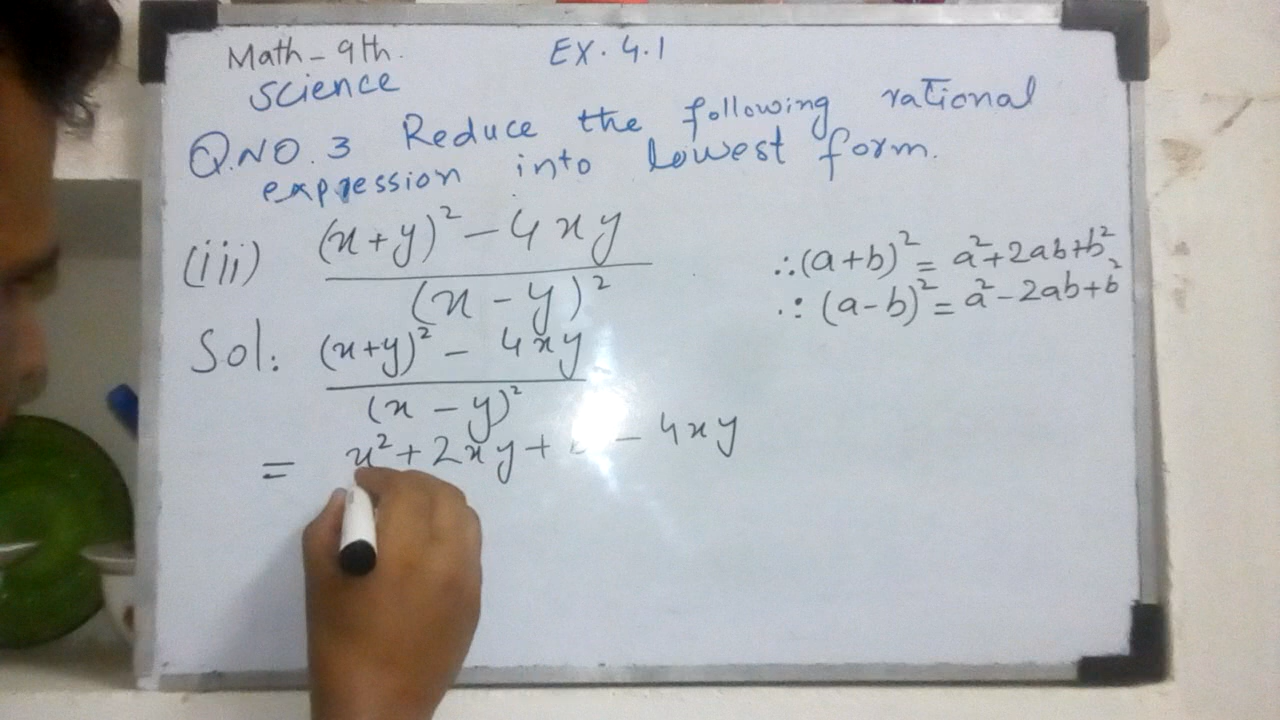 Math - 9th. EX. 4.1
Science
Q.NO. 3 Reduce the following rational
expression into lowest form.
(iii) (x+y)² - 4xy
(x - y)²
∴ (a+b)² = a²+2ab+b²
∴ (a-b)² = a²-2ab+b²
Sol: (x+y)² - 4xy
(x - y)²
= x² + 2xy + - 4xy